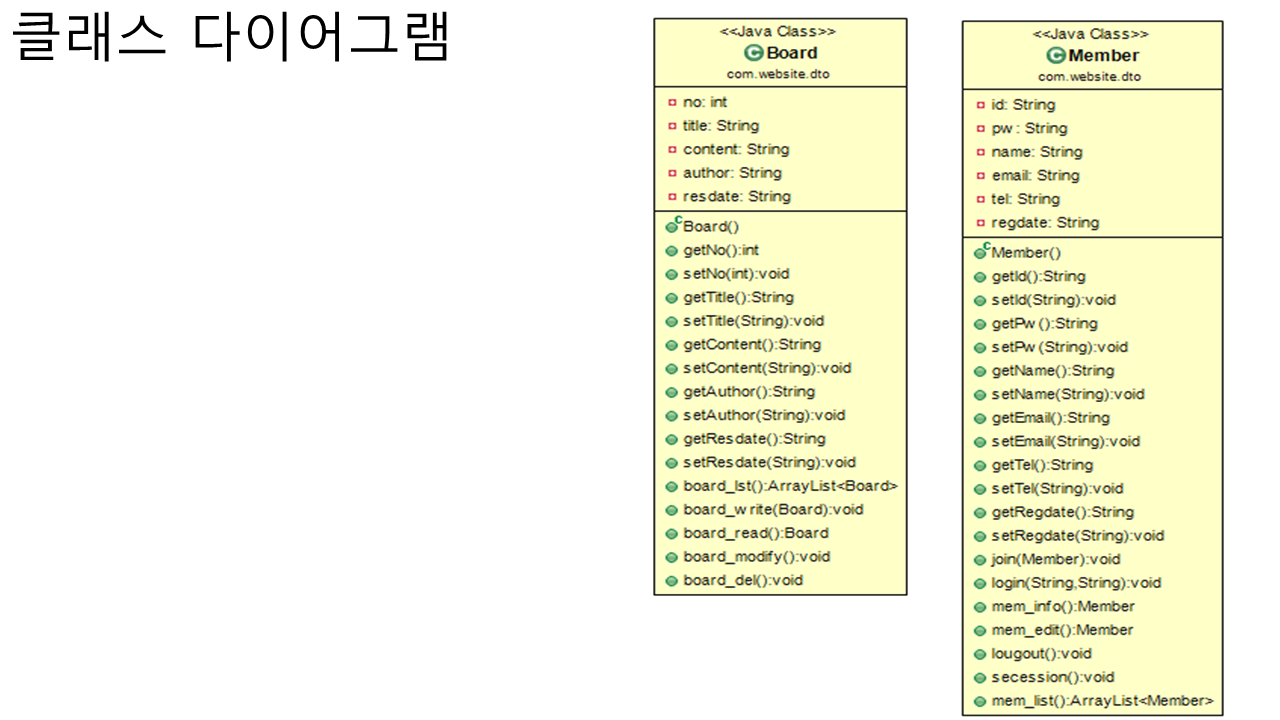 클래스 다이어그램
<<Java Class>>
Board
com.website.dto
no: int
title: String
content: String
author: String
resdate: String
Board()
getNo():int
setNo(int):void
getTitle():String
setTitle(String):void
getContent():String
setContent(String):void
getAuthor():String
setAuthor(String):void
getResdate():String
setResdate(String):void
board_lst():ArrayList<Board>
board_write(Board):void
board_read():Board
board_modify():void
board_del():void
<<Java Class>>
Member
com.website.dto
id: String
pw: String
name: String
email: String
tel: String
regdate: String
Member()
getId():String
setId(String):void
getPw():String
setPw(String):void
getName():String
setName(String):void
getEmail():String
setEmail(String):void
getTel():String
setTel(String):void
getRegdate():String
setRegdate(String):void
join(Member):void
login(String,String):void
mem_info():Member
mem_edit():Member
lougout():void
secession():void
mem_list():ArrayList<Member>